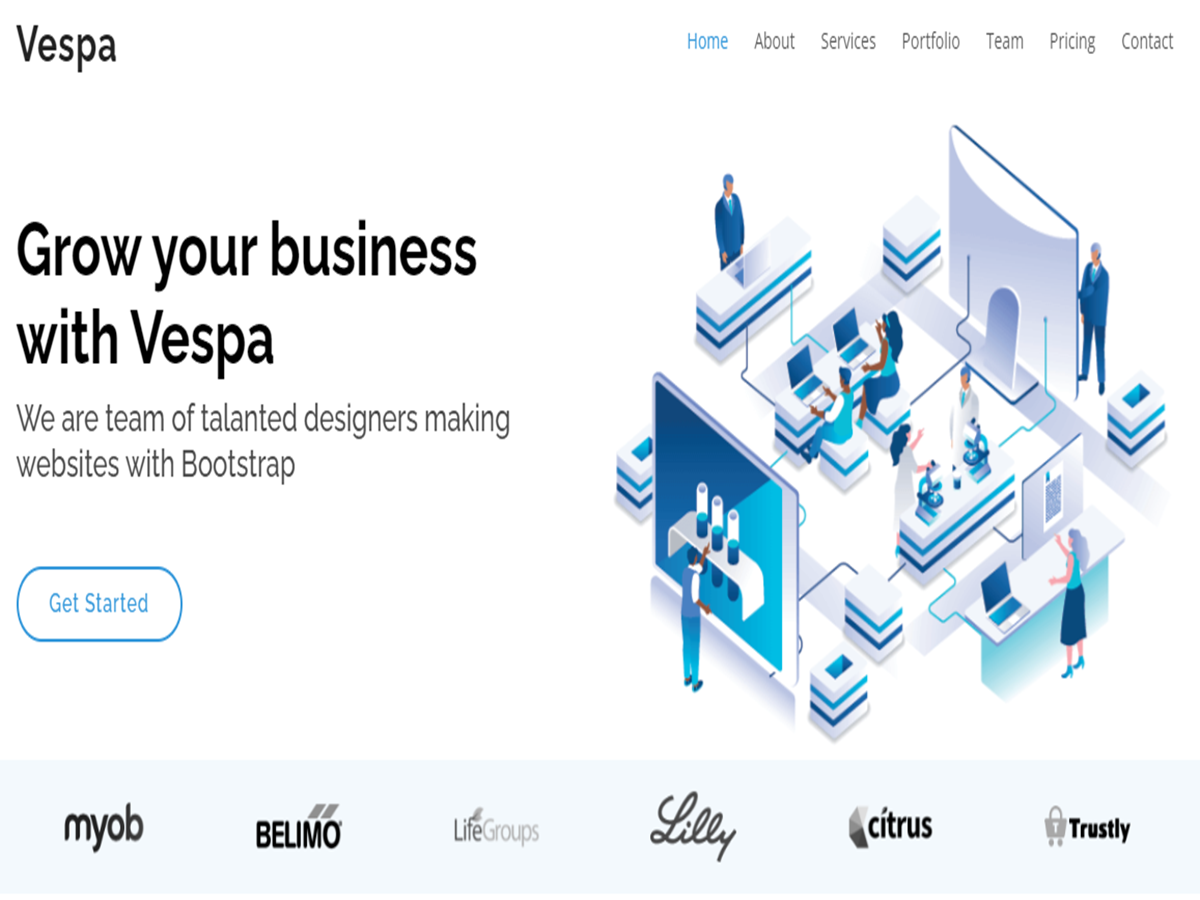 Vespa
Home About Services Portfolio Team Pricing Contact
Grow your business
with Vespa
We are team of talanted designers making
websites with Bootstrap
Get Started
myob BELIMO LifeGroups Lilly citrus Trustly